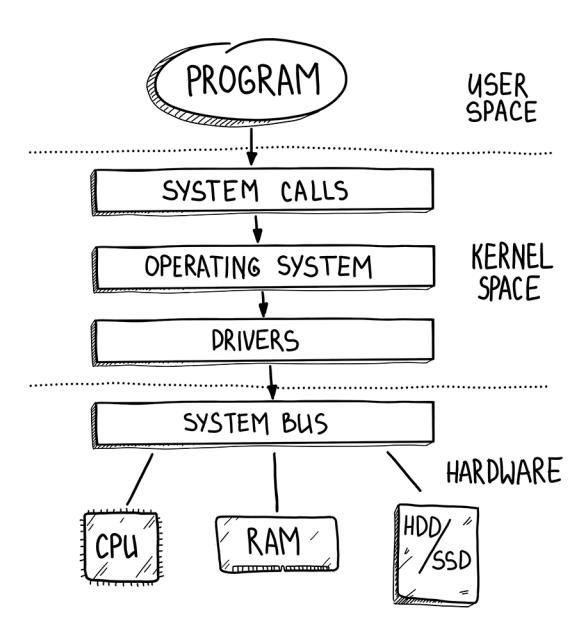 PROGRAM
USER
SPACE
SYSTEM CALLS
OPERATING SYSTEM
KERNEL
SPACE
DRIVERS
SYSTEM BUS
HARDWARE
CPU
RAM
HDD/
SSD